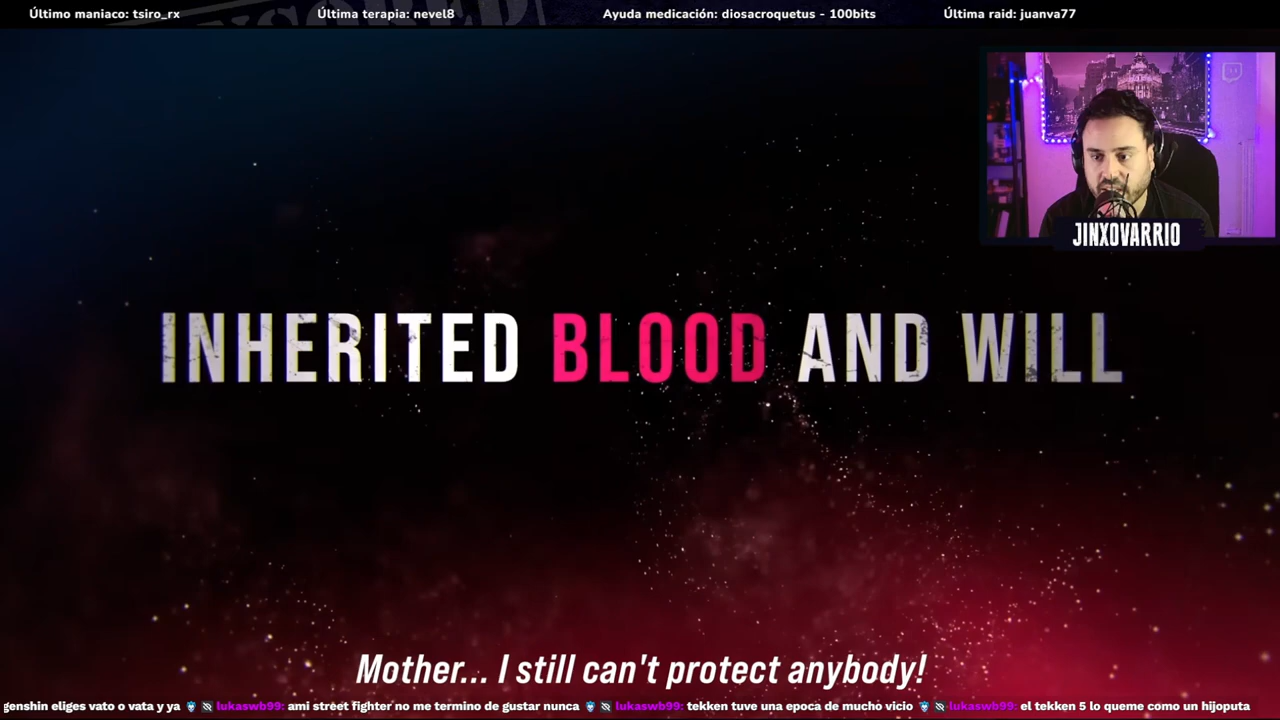 Último maniaco: tsiro_rx
Última terapia: nevel8
Ayuda medicación: diosacroquetus - 100bits
Última raid: juanva77
JINXOVARRIO
INHERITED BLOOD AND WILL
Mother... I still can't protect anybody!
genshin eliges vato o vata y ya lukaswb99: ami street fighter no me termino de gustar nunca lukaswb99: tekken tuve una epoca de mucho vicio lukaswb99: el tekken 5 lo queme como un hijoputa